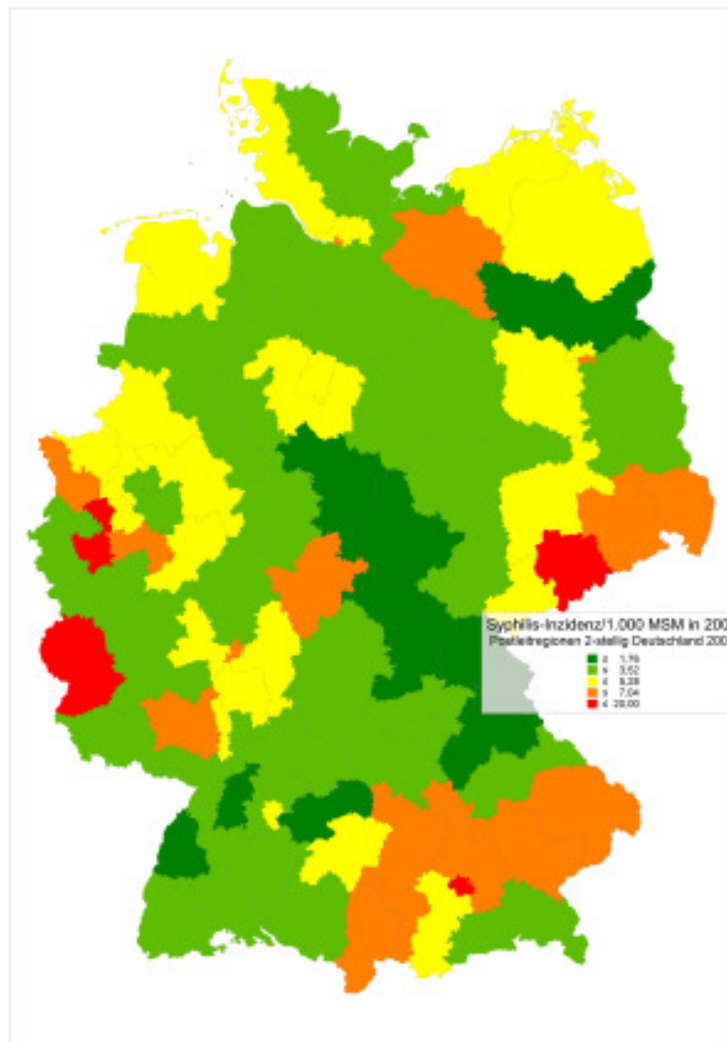 Syphilis-Inzidenz/1.000 MSM in 200
Postleitregionen 2-stellig Deutschland 200
≤ 1,76
≤ 3,52
≤ 5,28
≤ 7,04
≤ 20,00